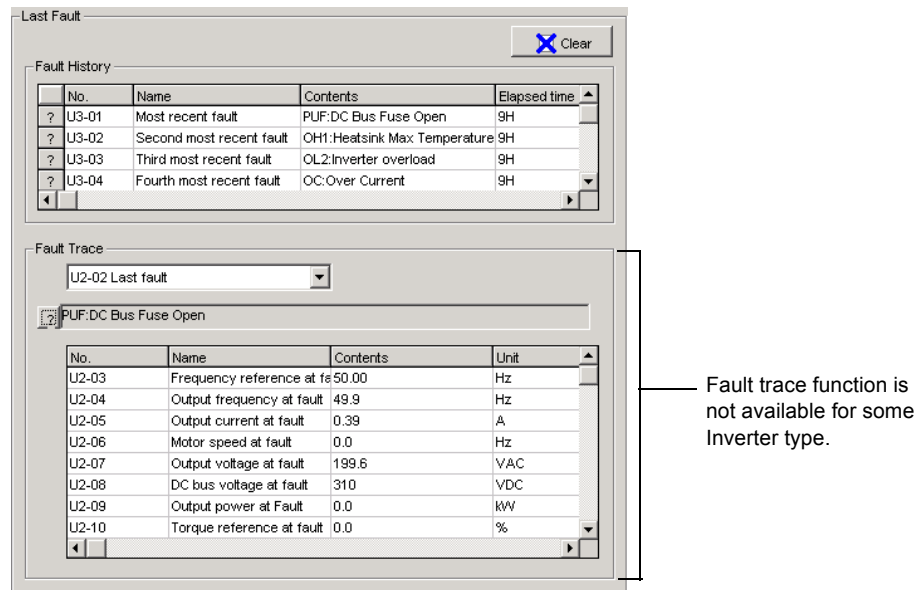 Last Fault
Clear
Fault History
No. Name Contents Elapsed time
? U3-01 Most recent fault PUF:DC Bus Fuse Open 9H
? U3-02 Second most recent fault OH1:Heatsink Max Temperature 9H
? U3-03 Third most recent fault OL2:Inverter overload 9H
? U3-04 Fourth most recent fault OC:Over Current 9H
Fault Trace
U2-02 Last fault
? PUF:DC Bus Fuse Open
No. Name Contents Unit
U2-03 Frequency reference at fa 50.00 Hz
U2-04 Output frequency at fault 49.9 Hz
U2-05 Output current at fault 0.39 A
U2-06 Motor speed at fault 0.0 Hz
U2-07 Output voltage at fault 199.6 VAC
U2-08 DC bus voltage at fault 310 VDC
U2-09 Output power at Fault 0.0 kW
U2-10 Torque reference at fault 0.0 %
Fault trace function is
not available for some
Inverter type.